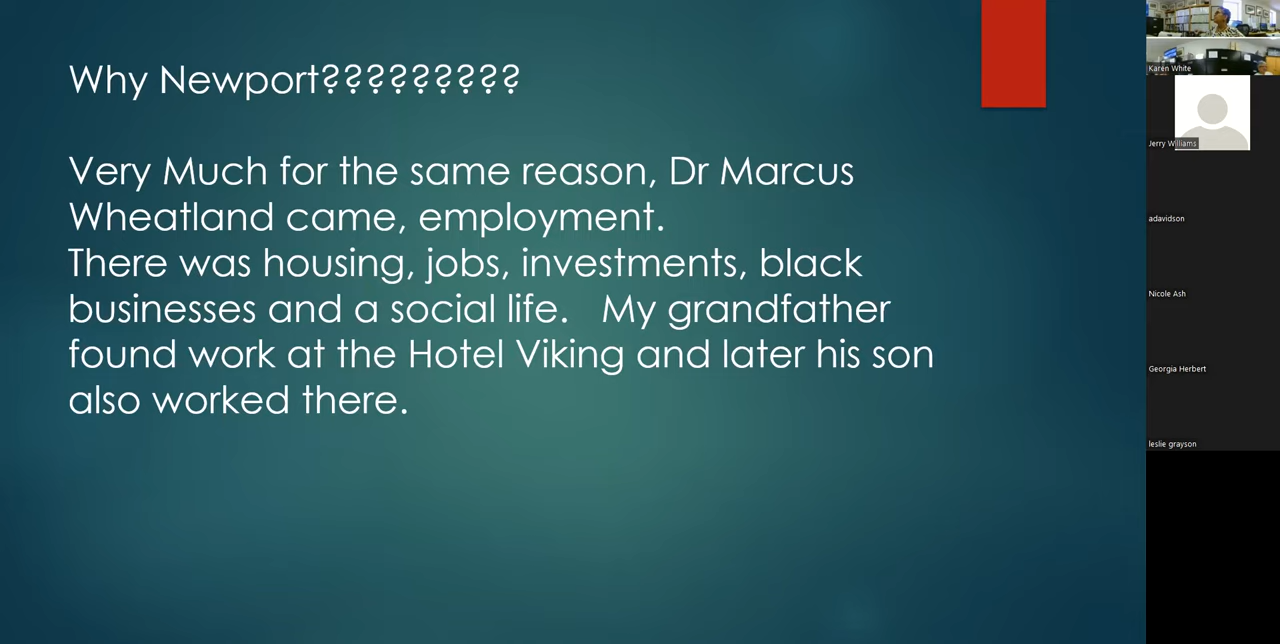 Why Newport?????????
Very Much for the same reason, Dr Marcus
Wheatland came, employment.
There was housing, jobs, investments, black
businesses and a social life.   My grandfather
found work at the Hotel Viking and later his son
also worked there.
Karen White
Jerry Williams
adavidson
Nicole Ash
Georgia Herbert
leslie grayson